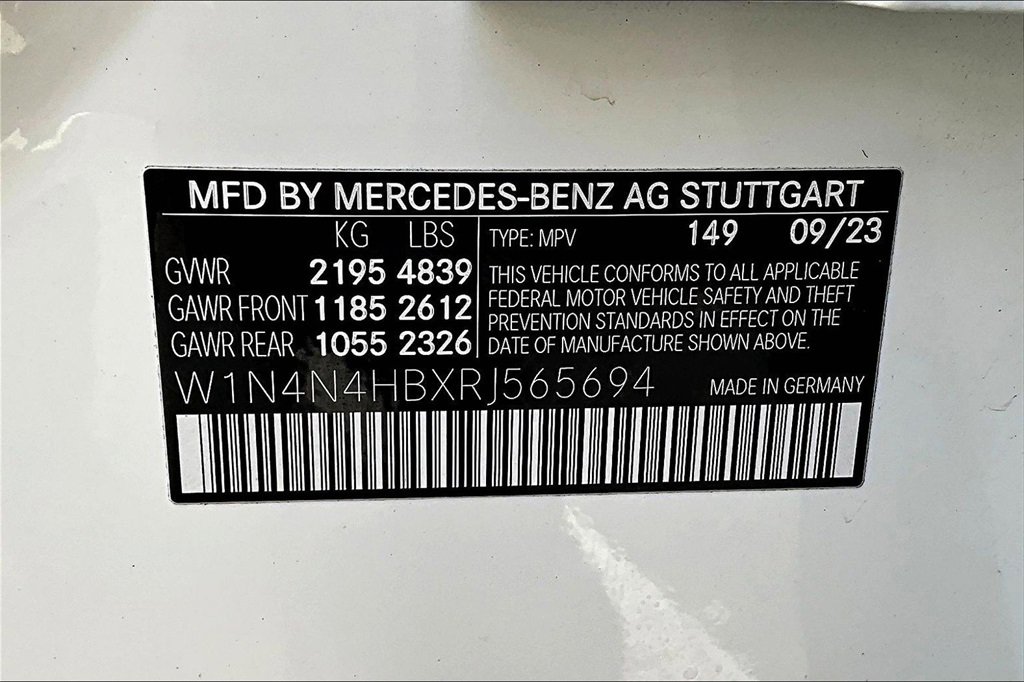 MFD BY MERCEDES-BENZ AG STUTTGART
KG LBS
GVWR 2195 4839
GAWR FRONT 1185 2612
GAWR REAR 1055 2326
TYPE: MPV 149 09/23
THIS VEHICLE CONFORMS TO ALL APPLICABLE
FEDERAL MOTOR VEHICLE SAFETY AND THEFT
PREVENTION STANDARDS IN EFFECT ON THE
DATE OF MANUFACTURE SHOWN ABOVE.
W1N4N4HBXRJ565694 MADE IN GERMANY